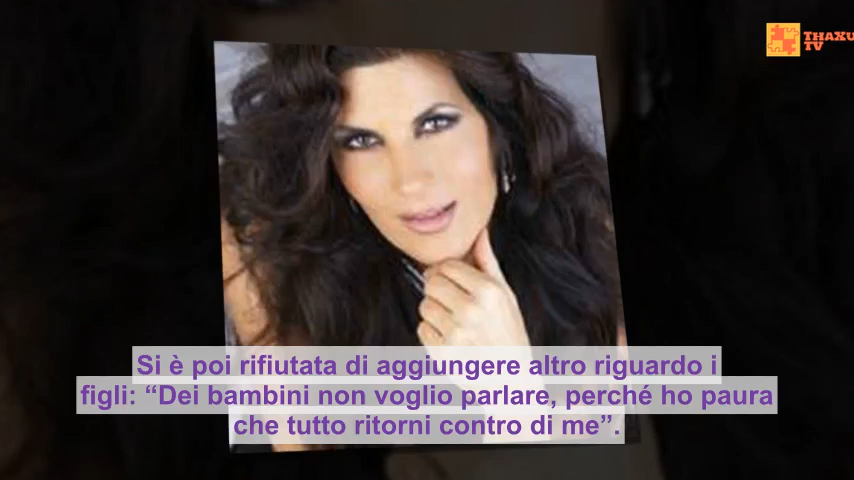 THAXU
TV
Si è poi rifiutata di aggiungere altro riguardo i
figli: “Dei bambini non voglio parlare, perché ho paura
che tutto ritorni contro di me”.